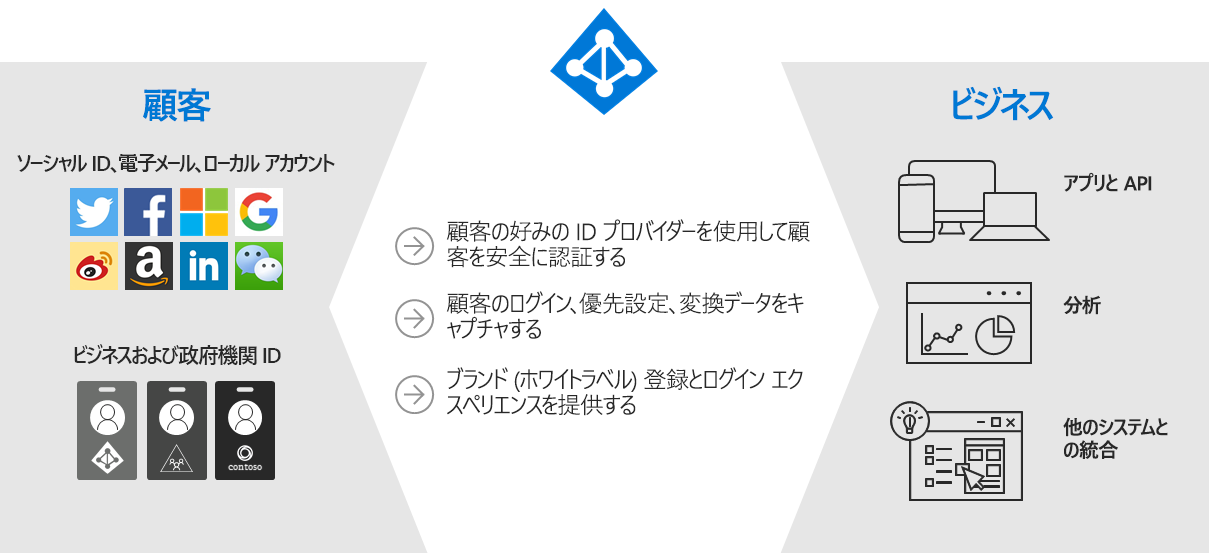 顧客
ソーシャル ID、電子メール、ローカル アカウント
f
G
a
in
ビジネスおよび政府機関 ID
contoso
顧客の好みの ID プロバイダーを使用して顧
客を安全に認証する
顧客のログイン、優先設定、変換データをキ
ャプチャする
ブランド (ホワイトラベル) 登録とログイン エク
スペリエンスを提供する
ビジネス
アプリと API
分析
他のシステムと
の統合